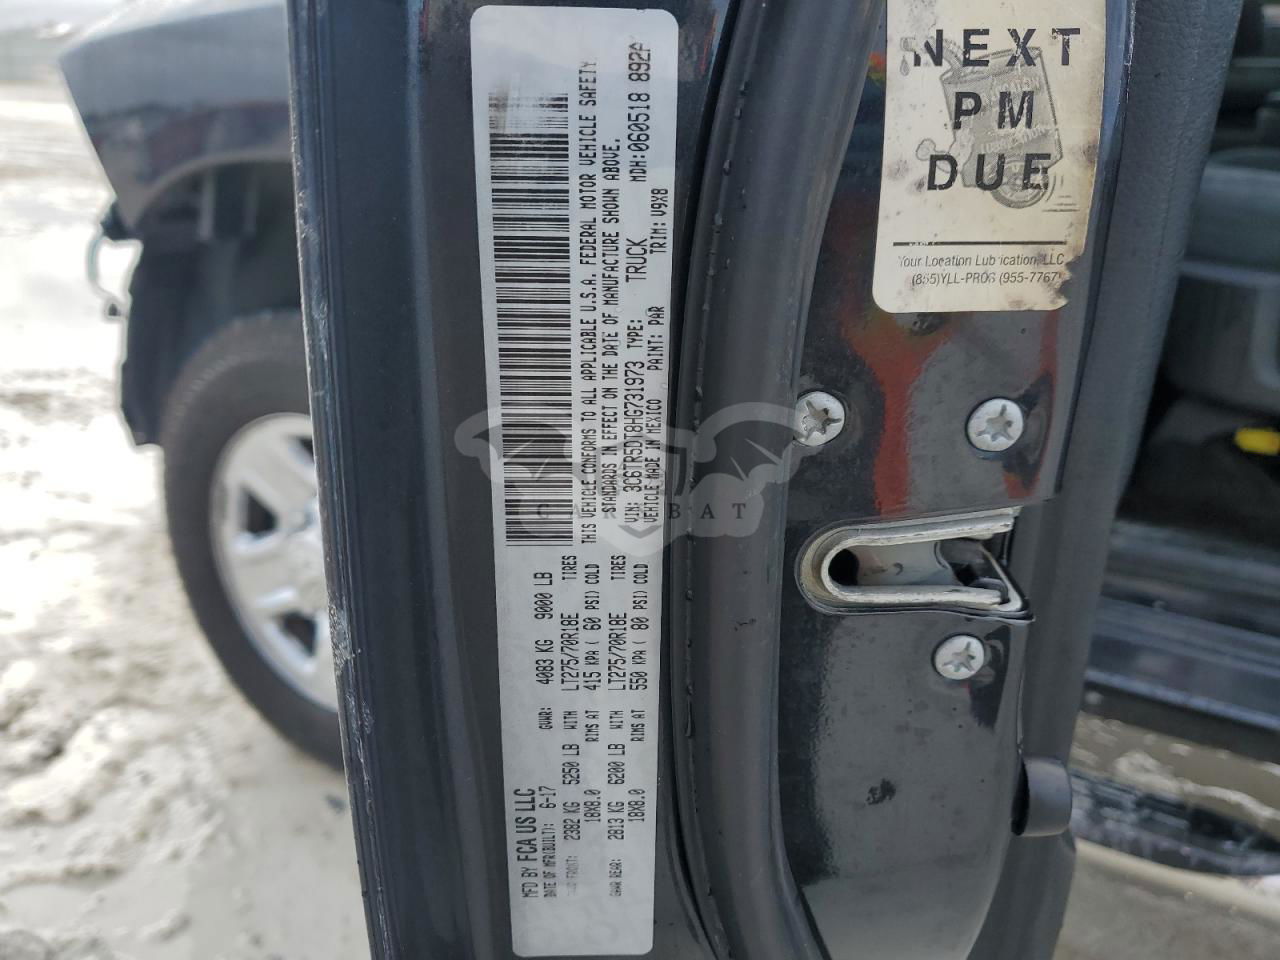 MFD BY FCA US LLC
DATE OF MFR(BUILT): 6-17 GVWR: 4083 KG 9000 LB
FRONT: 2382 KG 5250 LB WITH LT275/70R18E TIRES
18X8.0 RIMS AT 415 KPA ( 60 PSI) COLD
GAWR REAR: 2813 KG 6200 LB WITH LT275/70R18E TIRES
18X8.0 RIMS AT 550 KPA ( 80 PSI) COLD
THIS VEHICLE CONFORMS TO ALL APPLICABLE U.S.A. FEDERAL MOTOR VEHICLE SAFETY
STANDARDS IN EFFECT ON THE DATE OF MANUFACTURE SHOWN ABOVE.
VIN: 3C6TR5DT8HG731973 TYPE: TRUCK MDH:060518 892A
VEHICLE MADE IN MEXICO PAINT: PAR TRIM: V9X8
NEXT
PM
DUE
Your Location Lubrication, LLC
(855)YLL-PROS (955-7767)
CAR BAT